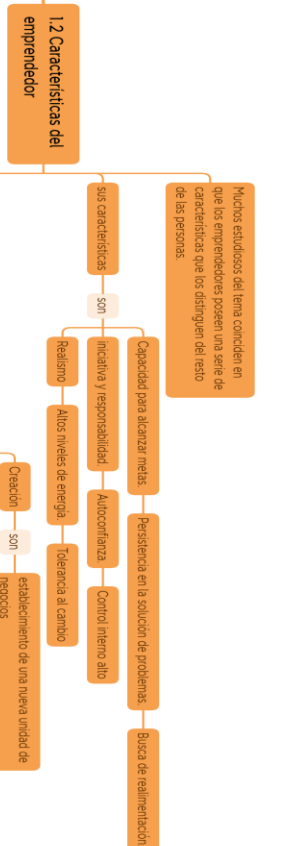 1.2 Características del
emprendedor
Muchos estudiosos del tema coinciden en
que los emprendedores poseen una serie de
características que los distinguen del resto
de las personas.
sus características
son
Capacidad para alcanzar metas.
Persistencia en la solución de problemas.
Busca de realimentación
iniciativa y responsabilidad.
Autoconfianza.
Control interno alto
Realismo
Altos niveles de energía.
Tolerancia al cambio
Creación
son
establecimiento de una nueva unidad de
negocios